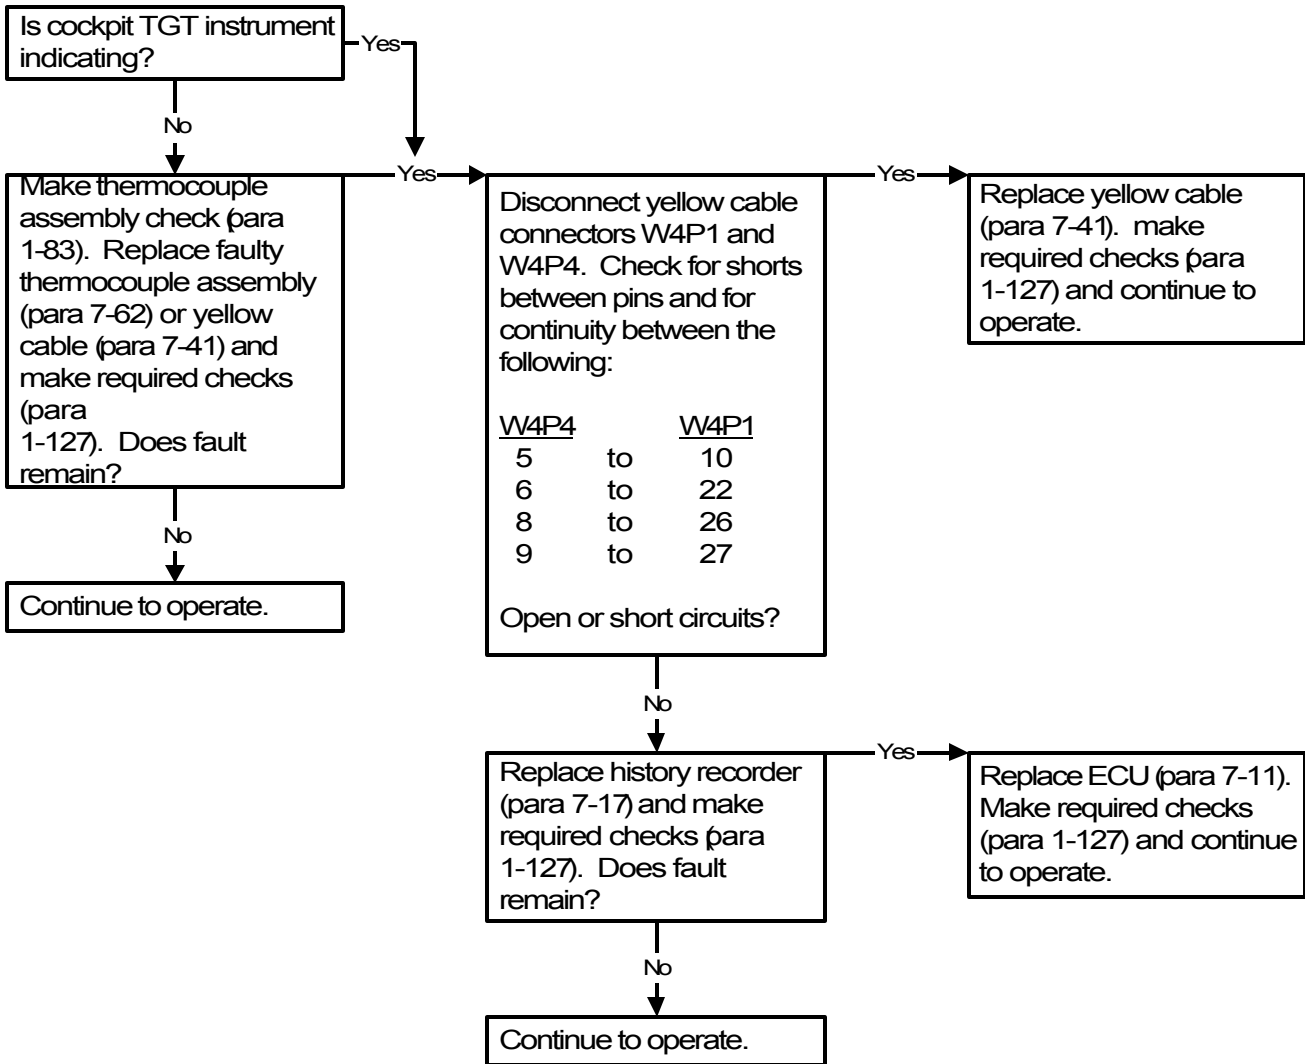 Is cockpit TGT instrument
indicating?
Yes
No
Make thermocouple
assembly check (para
1-83).  Replace faulty
thermocouple assembly
(para 7-62) or yellow
cable (para 7-41) and
make required checks
(para
1-127).  Does fault
remain?
Yes
No
Continue to operate.
Disconnect yellow cable
connectors W4P1 and
W4P4.  Check for shorts
between pins and for
continuity between the
following:
W4P4 W4P1
5 to 10
6 to 22
8 to 26
9 to 27
Open or short circuits?
Yes
Replace yellow cable
(para 7-41).  make
required checks (para
1-127) and continue to
operate.
No
Replace history recorder
(para 7-17) and make
required checks (para
1-127).  Does fault
remain?
Yes
Replace ECU (para 7-11).
Make required checks
(para 1-127) and continue
to operate.
No
Continue to operate.